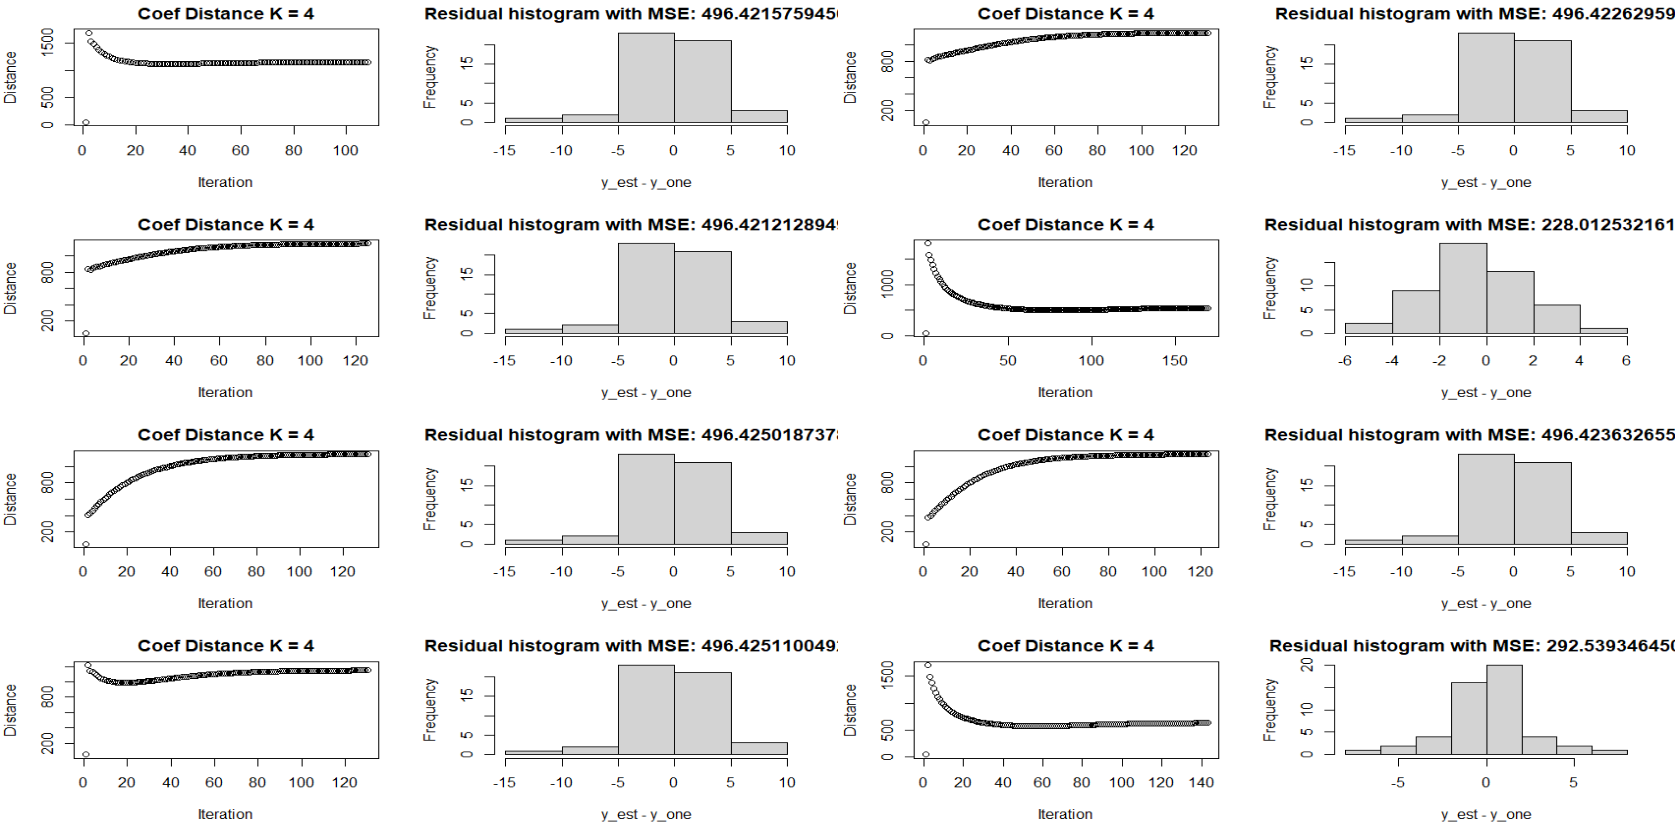 Coef Distance K = 4
Distance
1500
500
0
0 20 40 60 80 100
Iteration
Residual histogram with MSE: 496.4215759450
Frequency
15
5
0
-15 -10 -5 0 5 10
y_est - y_one
Coef Distance K = 4
Distance
800
200
0 20 40 60 80 100 120
Iteration
Residual histogram with MSE: 496.42262959
Frequency
15
5
0
-15 -10 -5 0 5 10
y_est - y_one
Coef Distance K = 4
Distance
800
200
0 20 40 60 80 100 120
Iteration
Residual histogram with MSE: 496.421212894
Frequency
15
5
0
-15 -10 -5 0 5 10
y_est - y_one
Coef Distance K = 4
Distance
1000
0
0 50 100 150
Iteration
Residual histogram with MSE: 228.012532161
Frequency
10
0
-6 -4 -2 0 2 4 6
y_est - y_one
Coef Distance K = 4
Distance
800
200
0 20 40 60 80 100 120
Iteration
Residual histogram with MSE: 496.425018737
Frequency
15
5
0
-15 -10 -5 0 5 10
y_est - y_one
Coef Distance K = 4
Distance
800
200
0 20 40 60 80 100 120
Iteration
Residual histogram with MSE: 496.423632655
Frequency
15
5
0
-15 -10 -5 0 5 10
y_est - y_one
Coef Distance K = 4
Distance
800
200
0 20 40 60 80 100 120
Iteration
Residual histogram with MSE: 496.425110049
Frequency
15
5
0
-15 -10 -5 0 5 10
y_est - y_one
Coef Distance K = 4
Distance
1500
500
0
0 20 40 60 80 100 120 140
Iteration
Residual histogram with MSE: 292.539346450
Frequency
20
10
0
-5 0 5
y_est - y_one